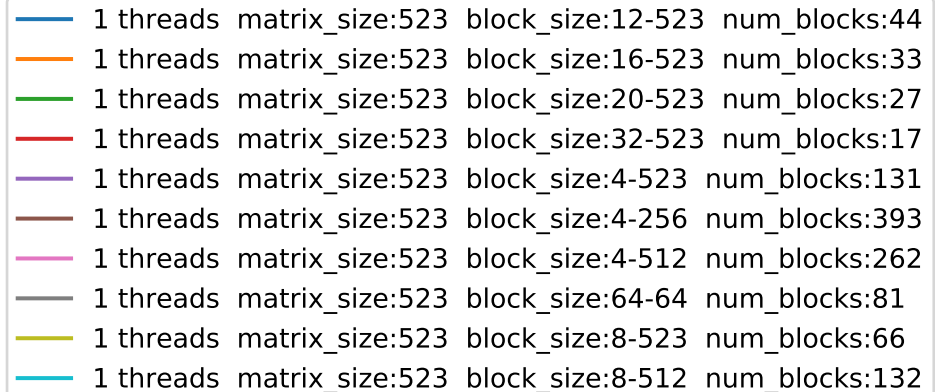 1 threads matrix_size:523 block_size:12-523 num_blocks:44
1 threads matrix_size:523 block_size:16-523 num_blocks:33
1 threads matrix_size:523 block_size:20-523 num_blocks:27
1 threads matrix_size:523 block_size:32-523 num_blocks:17
1 threads matrix_size:523 block_size:4-523 num_blocks:131
1 threads matrix_size:523 block_size:4-256 num_blocks:393
1 threads matrix_size:523 block_size:4-512 num_blocks:262
1 threads matrix_size:523 block_size:64-64 num_blocks:81
1 threads matrix_size:523 block_size:8-523 num_blocks:66
1 threads matrix_size:523 block_size:8-512 num_blocks:132